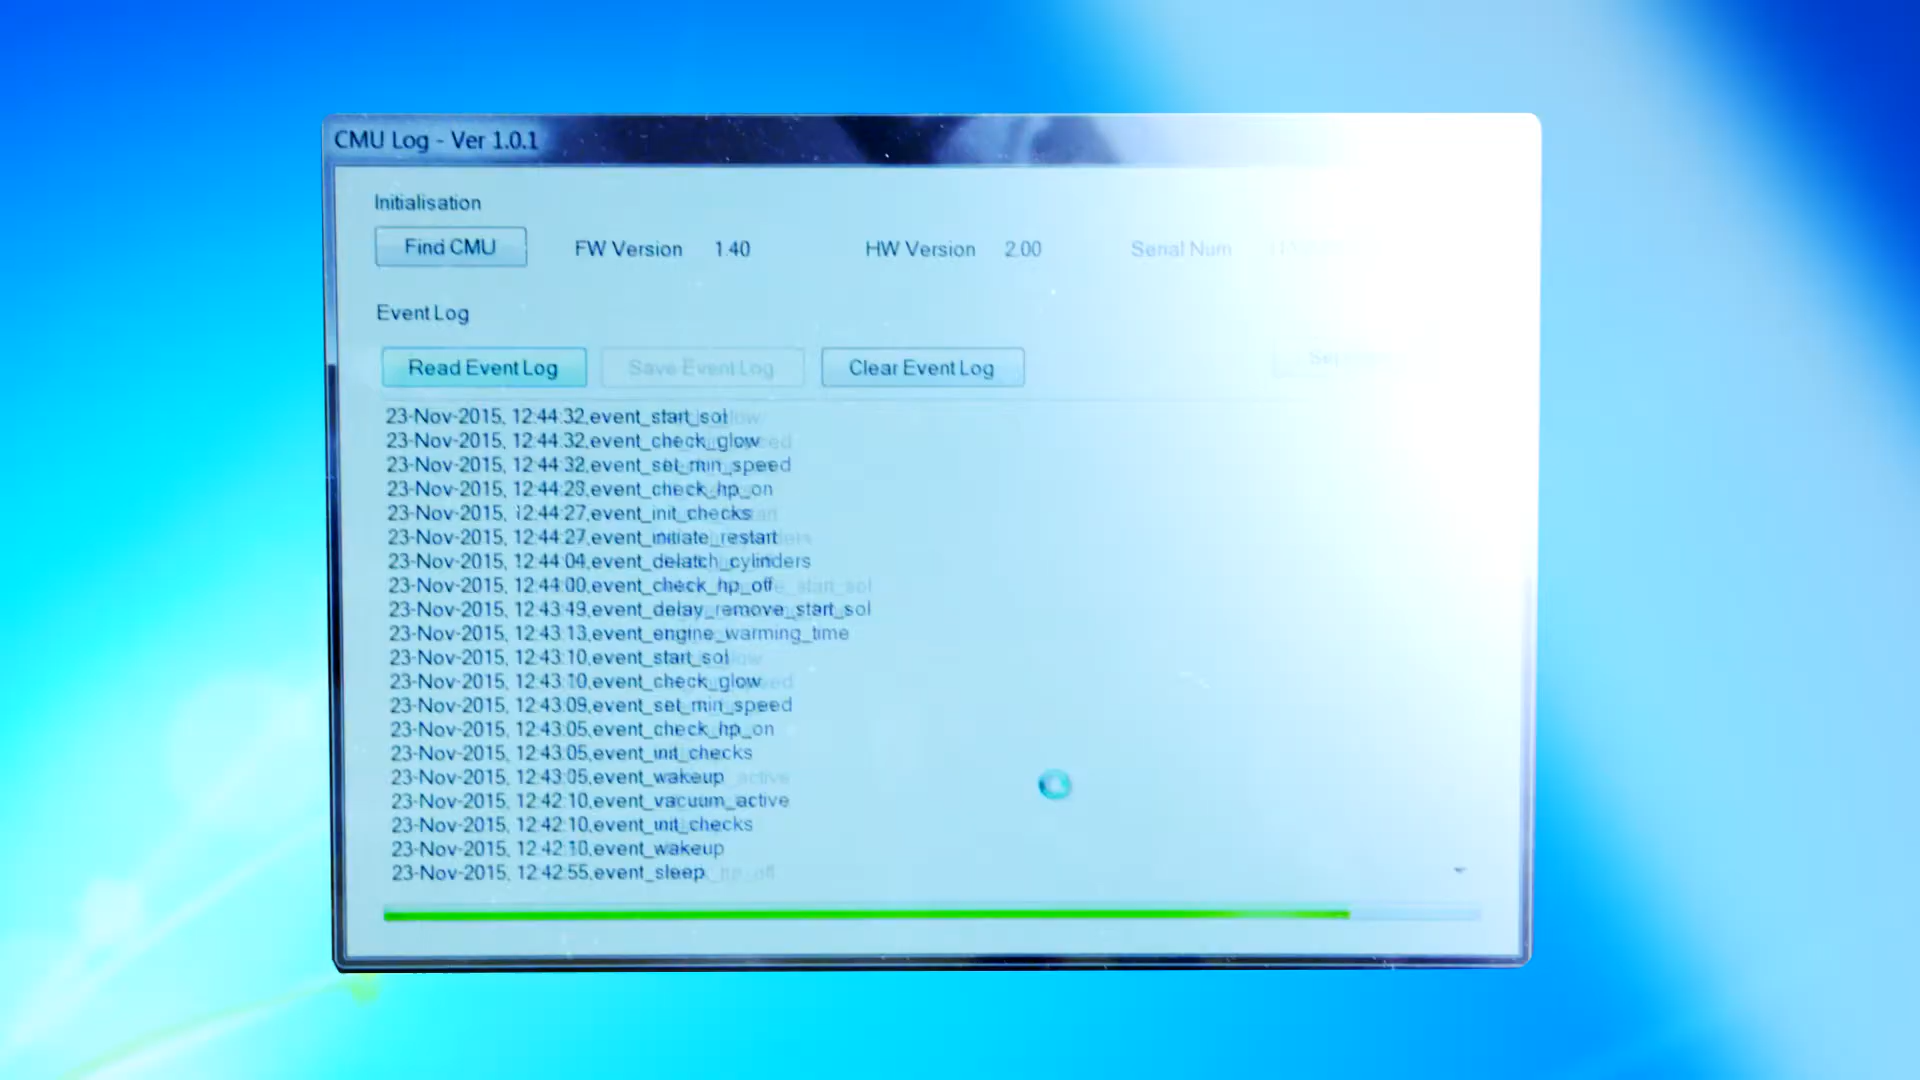 CMU Log - Ver 1.0.1
Initialisation
Find CMU FW Version 1.40 HW Version 2.00 Serial Num
Event Log
Read Event Log Save Event Log Clear Event Log
23-Nov-2015, 12:44:32,event_start_sol
23-Nov-2015, 12:44:32,event_check_glow
23-Nov-2015, 12:44:32,event_set_min_speed
23-Nov-2015, 12:44:28,event_check_hp_on
23-Nov-2015, 12:44:27,event_init_checks
23-Nov-2015, 12:44:27,event_initiate_restart
23-Nov-2015, 12:44:04,event_delatch_cylinders
23-Nov-2015, 12:44:00,event_check_hp_off
23-Nov-2015, 12:43:49,event_delay_remove_start_sol
23-Nov-2015, 12:43:13,event_engine_warming_time
23-Nov-2015, 12:43:10,event_start_sol
23-Nov-2015, 12:43:10,event_check_glow
23-Nov-2015, 12:43:09,event_set_min_speed
23-Nov-2015, 12:43:05,event_check_hp_on
23-Nov-2015, 12:43:05,event_init_checks
23-Nov-2015, 12:43:05,event_wakeup
23-Nov-2015, 12:42:10,event_vacuum_active
23-Nov-2015, 12:42:10,event_init_checks
23-Nov-2015, 12:42:10,event_wakeup
23-Nov-2015, 12:42:55,event_sleep